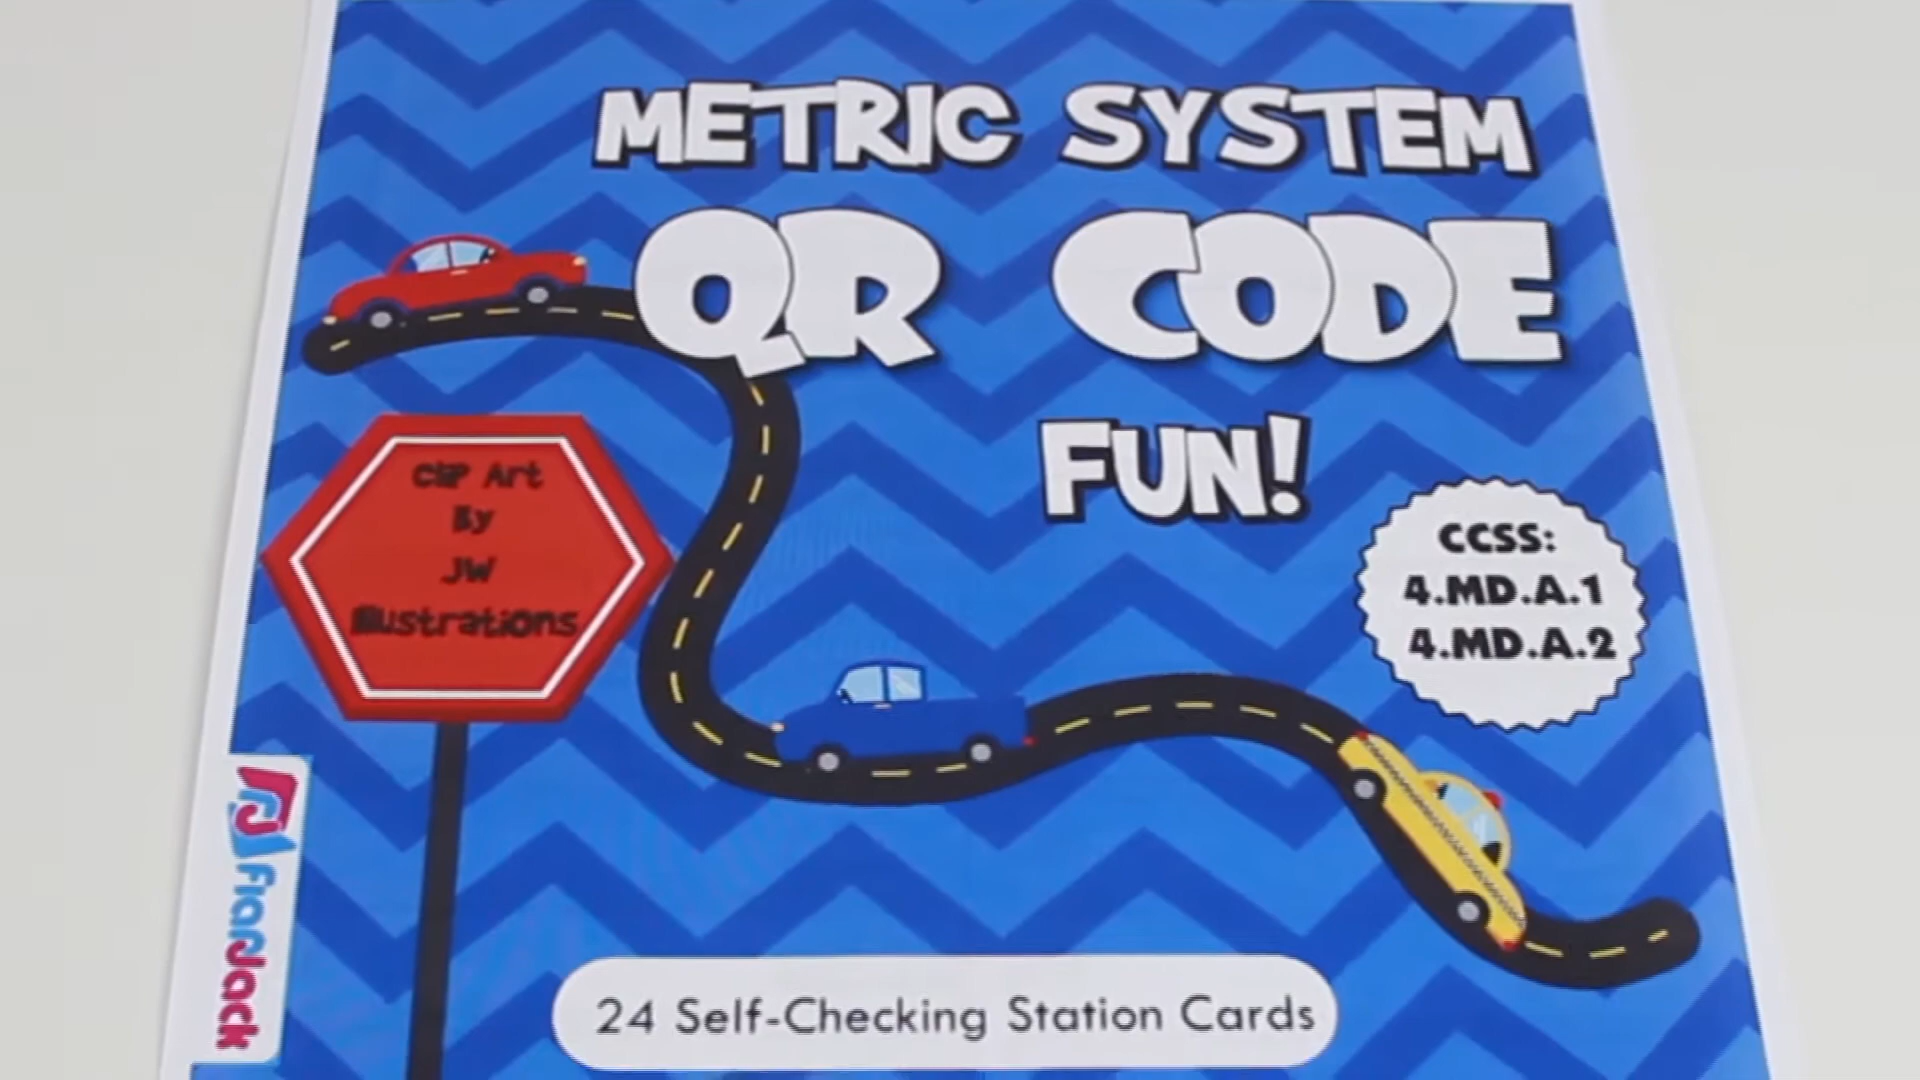 METRIC SYSTEM
QR CODE
FUN!
Clip Art
By
JW
Illustrations
CCSS:
4.MD.A.1
4.MD.A.2
FlapJack
24 Self-Checking Station Cards